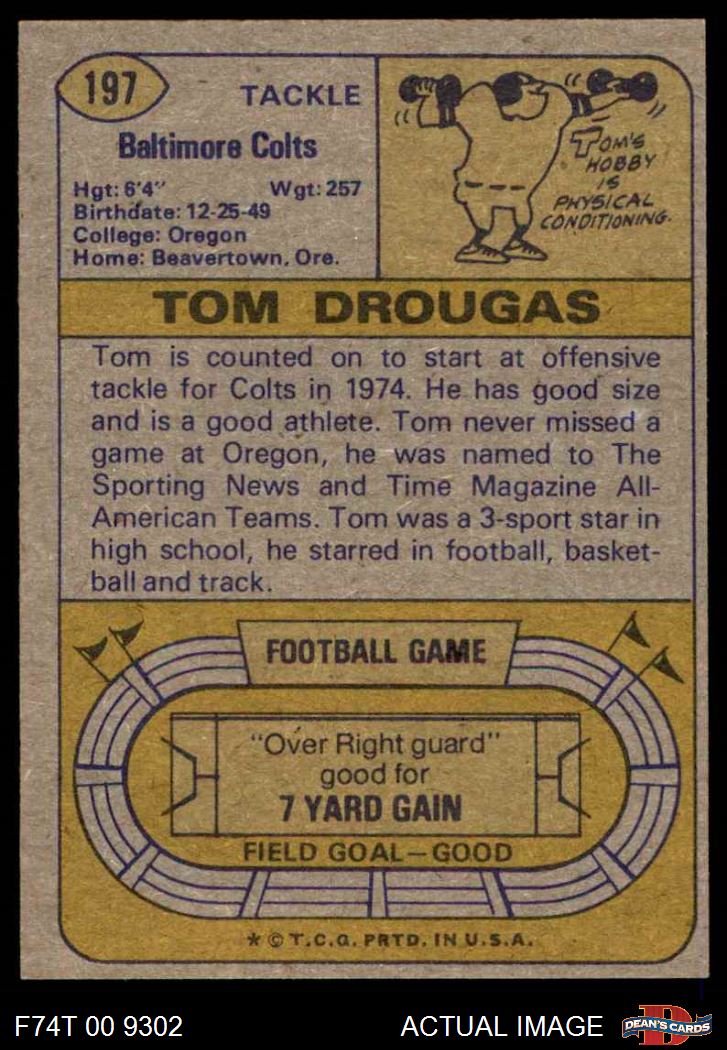 197
TACKLE
Baltimore Colts
Hgt: 6'4" Wgt: 257
Birthdate: 12-25-49
College: Oregon
Home: Beavertown, Ore.
TOM'S
HOBBY
IS
PHYSICAL
CONDITIONING.
TOM DROUGAS
Tom is counted on to start at offensive
tackle for Colts in 1974. He has good size
and is a good athlete. Tom never missed a
game at Oregon, he was named to The
Sporting News and Time Magazine All-
American Teams. Tom was a 3-sport star in
high school, he starred in football, basket-
ball and track.
FOOTBALL GAME
"Over Right guard"
good for
7 YARD GAIN
FIELD GOAL—GOOD
* © T.C.G. PRTD. IN U.S.A.
F74T 00 9302
ACTUAL IMAGE
D
DEAN'S CARDS